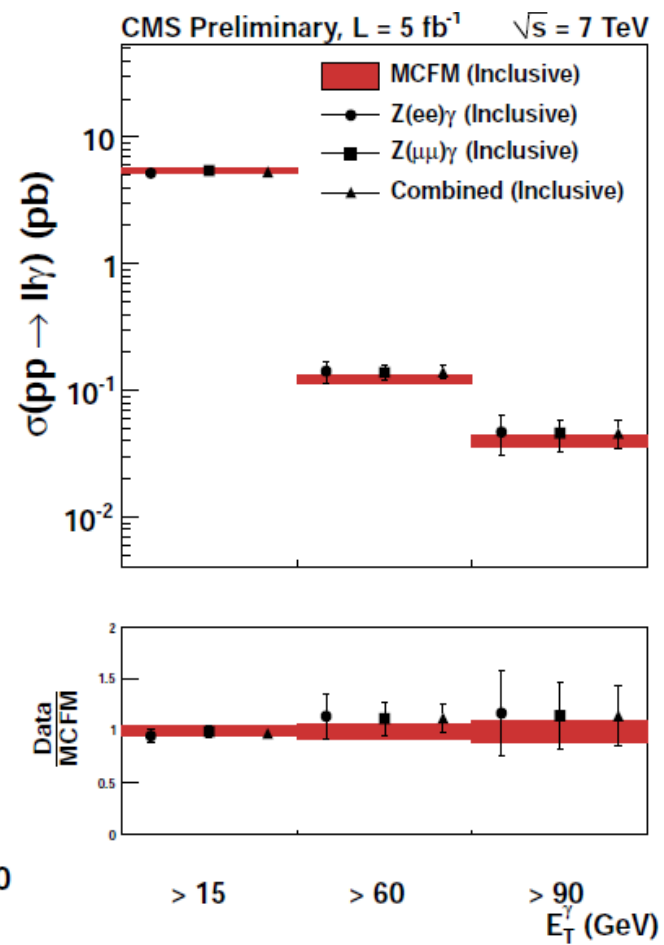 CMS Preliminary, L = 5 fb⁻¹ √s = 7 TeV
MCFM (Inclusive)
Z(ee)γ (Inclusive)
Z(μμ)γ (Inclusive)
Combined (Inclusive)
σ(pp → llγ) (pb)
10
1
10⁻¹
10⁻²
Data
MCFM
2
1.5
1
0.5
0
0
> 15 > 60 > 90
E_T^γ (GeV)